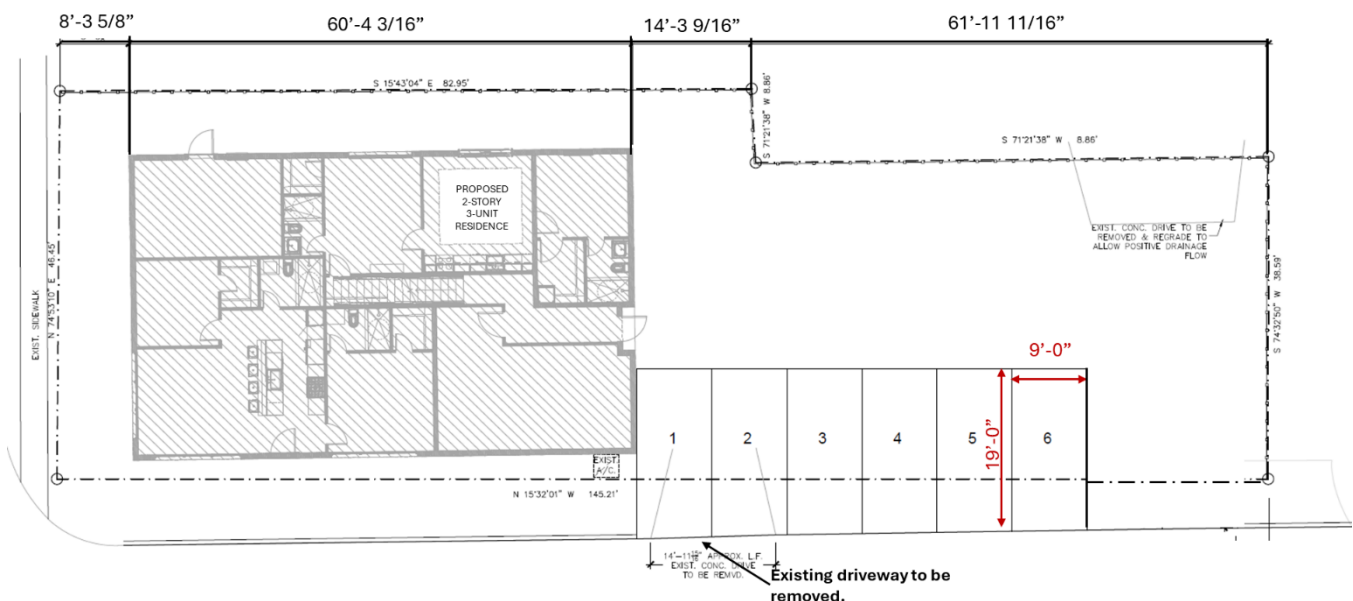 8’-3 5/8”
60’-4 3/16”
14’-3 9/16”
61’-11 11/16”
S 15°43'04" E 82.95'
S 71°21'38" W 8.86'
S 71°21'38" W 8.86'
PROPOSED
2-STORY
3-UNIT
RESIDENCE
EXIST. CONC. DRIVE TO BE
REMOVED & REGRADE TO
ALLOW POSITIVE DRAINAGE
FLOW
EXIST. SIDEWALK
N 74°53'10" E 46.45'
S 74°32'50" W 38.59'
9’-0”
19’-0”
1
2
3
4
5
6
EXIST.
A/C.
N 15°32'01" W 145.21'
14'-11 15/16" APPROX. L.F.
EXIST. CONC. DRIVE
TO BE REMVD.
Existing driveway to be
removed.